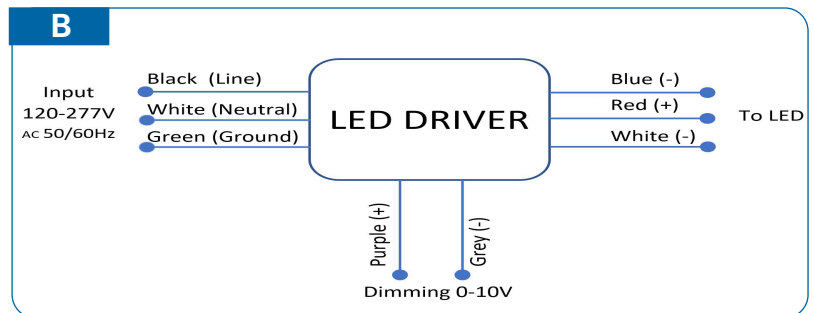 B
Input
120-277V
AC 50/60Hz
Black (Line)
White (Neutral)
Green (Ground)
LED DRIVER
Blue (-)
Red (+)
White (-)
To LED
Purple (+)
Grey (-)
Dimming 0-10V